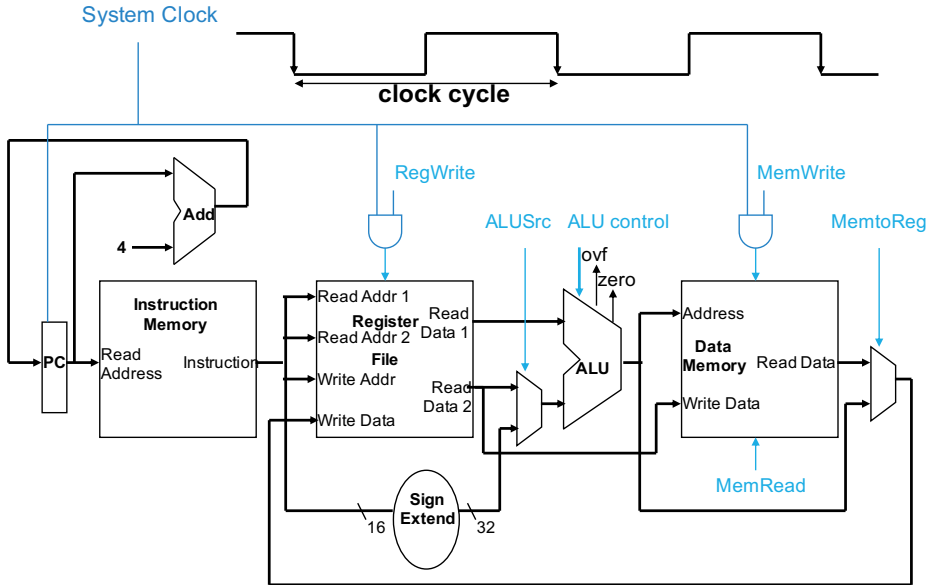 System Clock
clock cycle
RegWrite
MemWrite
ALUSrc
ALU control
MemtoReg
Add
4
ovf
zero
Instruction
Memory
Read
Address
Instruction
PC
Read Addr 1
Register
Read Addr 2
File
Write Addr
Write Data
Read
Data 1
Read
Data 2
ALU
Address
Data
Memory
Read Data
Write Data
MemRead
Sign
Extend
16
32